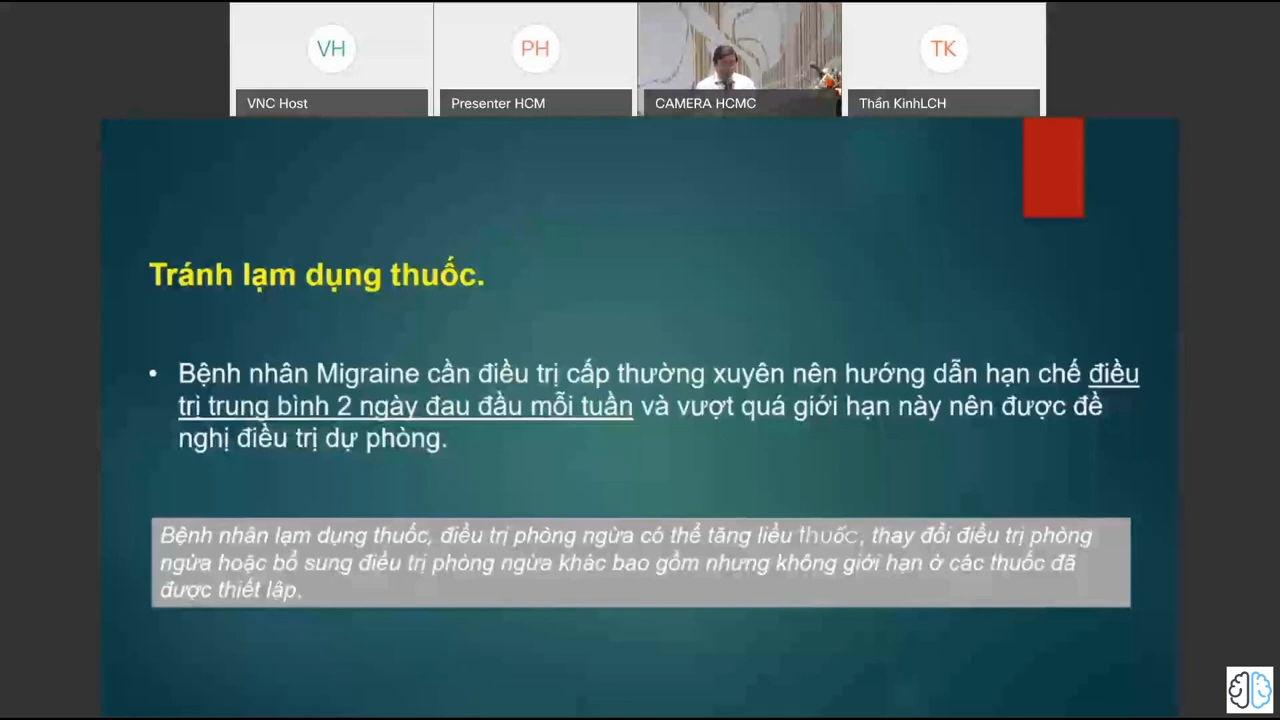 VH
PH
TK
VNC Host
Presenter HCM
CAMERA HCMC
Thần KinhLCH
Tránh lạm dụng thuốc.
• Bệnh nhân Migraine cần điều trị cấp thường xuyên nên hướng dẫn hạn chế điều
trị trung bình 2 ngày đau đầu mỗi tuần và vượt quá giới hạn này nên được đề
nghị điều trị dự phòng.
Bệnh nhân lạm dụng thuốc, điều trị phòng ngừa có thể tăng liều thuốc, thay đổi điều trị phòng
ngừa hoặc bổ sung điều trị phòng ngừa khác bao gồm nhưng không giới hạn ở các thuốc đã
được thiết lập.